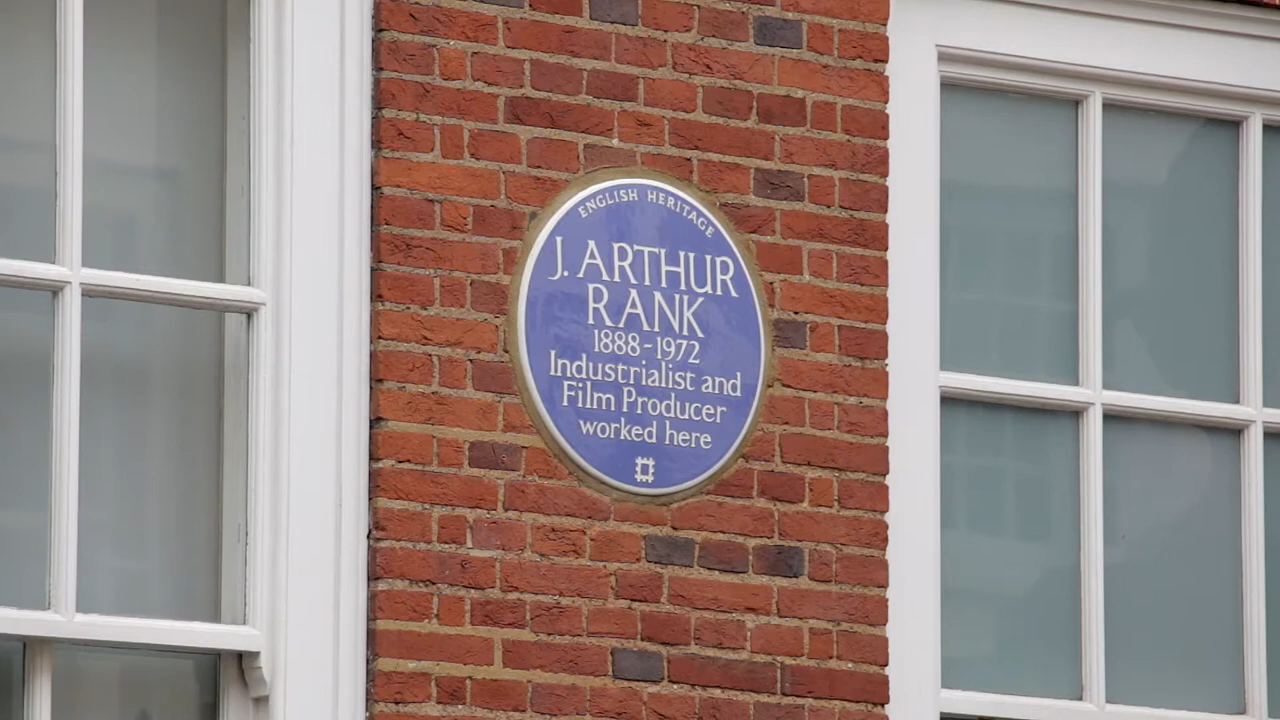 ENGLISH HERITAGE
J. ARTHUR
RANK
1888-1972
Industrialist and
Film Producer
worked here